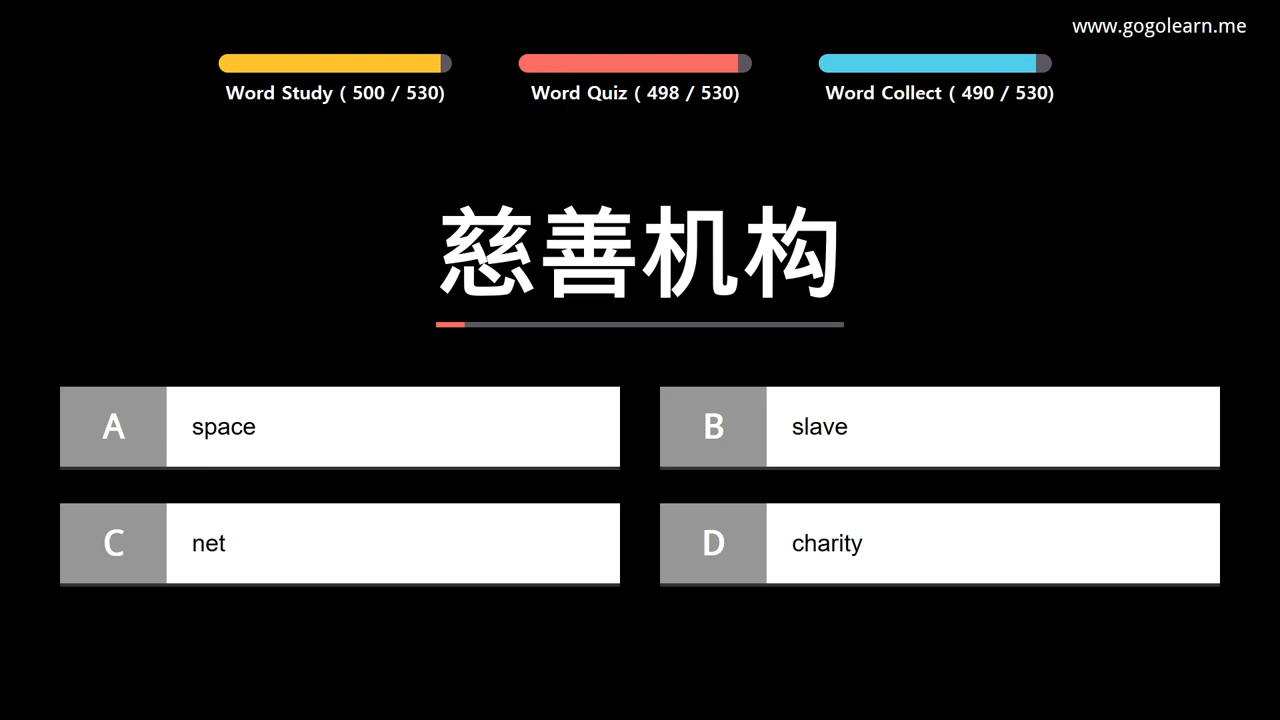 www.gogolearn.me
Word Study ( 500 / 530)
Word Quiz ( 498 / 530)
Word Collect ( 490 / 530)
慈善机构
A space
B slave
C net
D charity